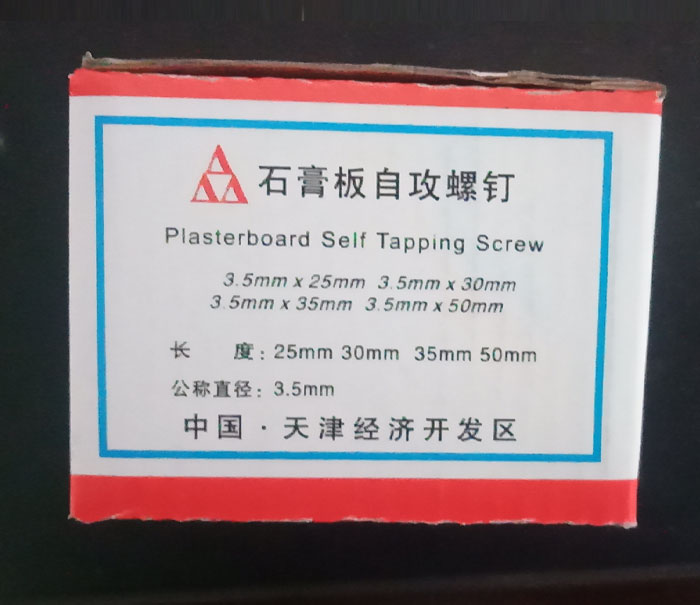 石膏板自攻螺钉
Plasterboard Self Tapping Screw
3.5mm x 25mm 3.5mm x 30mm
3.5mm x 35mm 3.5mm x 50mm
长 度: 25mm 30mm 35mm 50mm
公称直径: 3.5mm
中国·天津经济开发区